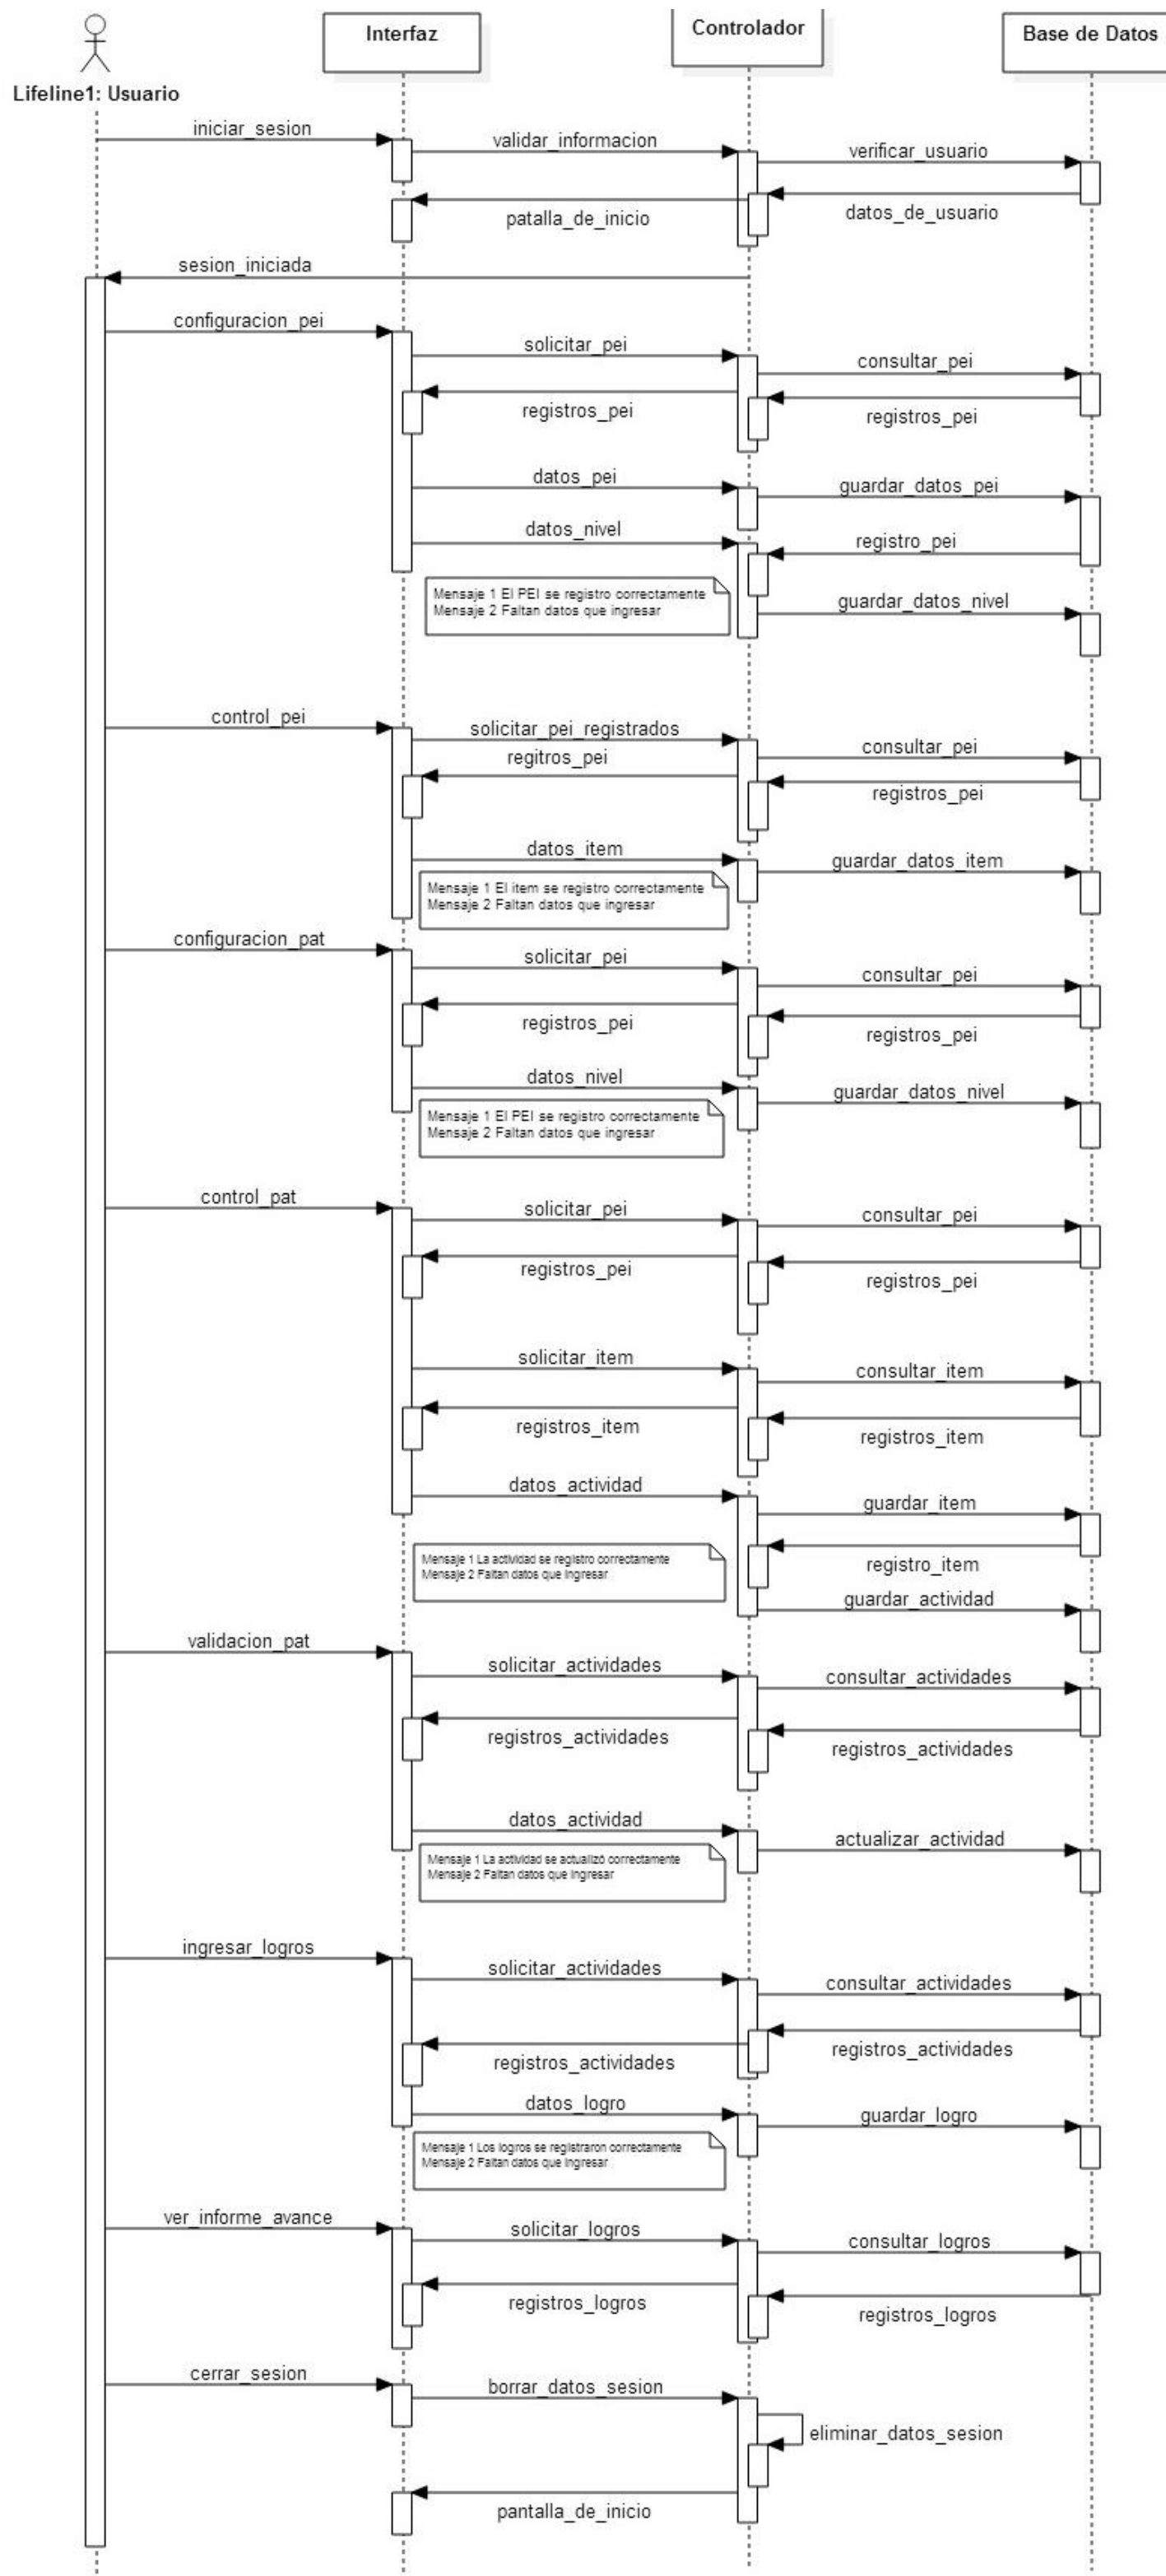 Interfaz
Controlador
Base de Datos
Lifeline1: Usuario
iniciar_sesion
validar_informacion
verificar_usuario
patalla_de_inicio
datos_de_usuario
sesion_iniciada
configuracion_pei
solicitar_pei
consultar_pei
registros_pei
registros_pei
datos_pei
guardar_datos_pei
datos_nivel
registro_pei
Mensaje 1 El PEI se registro correctamente
Mensaje 2 Faltan datos que ingresar
guardar_datos_nivel
control_pei
solicitar_pei_registrados
consultar_pei
regitros_pei
registros_pei
datos_item
guardar_datos_item
Mensaje 1 El item se registro correctamente
Mensaje 2 Faltan datos que ingresar
configuracion_pat
solicitar_pei
consultar_pei
registros_pei
registros_pei
datos_nivel
guardar_datos_nivel
Mensaje 1 El PEI se registro correctamente
Mensaje 2 Faltan datos que ingresar
control_pat
solicitar_pei
consultar_pei
registros_pei
registros_pei
solicitar_item
consultar_item
registros_item
registros_item
datos_actividad
guardar_item
Mensaje 1 La actividad se registro correctamente
Mensaje 2 Faltan datos que ingresar
registro_item
guardar_actividad
validacion_pat
solicitar_actividades
consultar_actividades
registros_actividades
registros_actividades
datos_actividad
actualizar_actividad
Mensaje 1 La actividad se actualizó correctamente
Mensaje 2 Faltan datos que ingresar
ingresar_logros
solicitar_actividades
consultar_actividades
registros_actividades
registros_actividades
datos_logro
guardar_logro
Mensaje 1 Los logros se registraron correctamente
Mensaje 2 Faltan datos que ingresar
ver_informe_avance
solicitar_logros
consultar_logros
registros_logros
registros_logros
cerrar_sesion
borrar_datos_sesion
eliminar_datos_sesion
pantalla_de_inicio